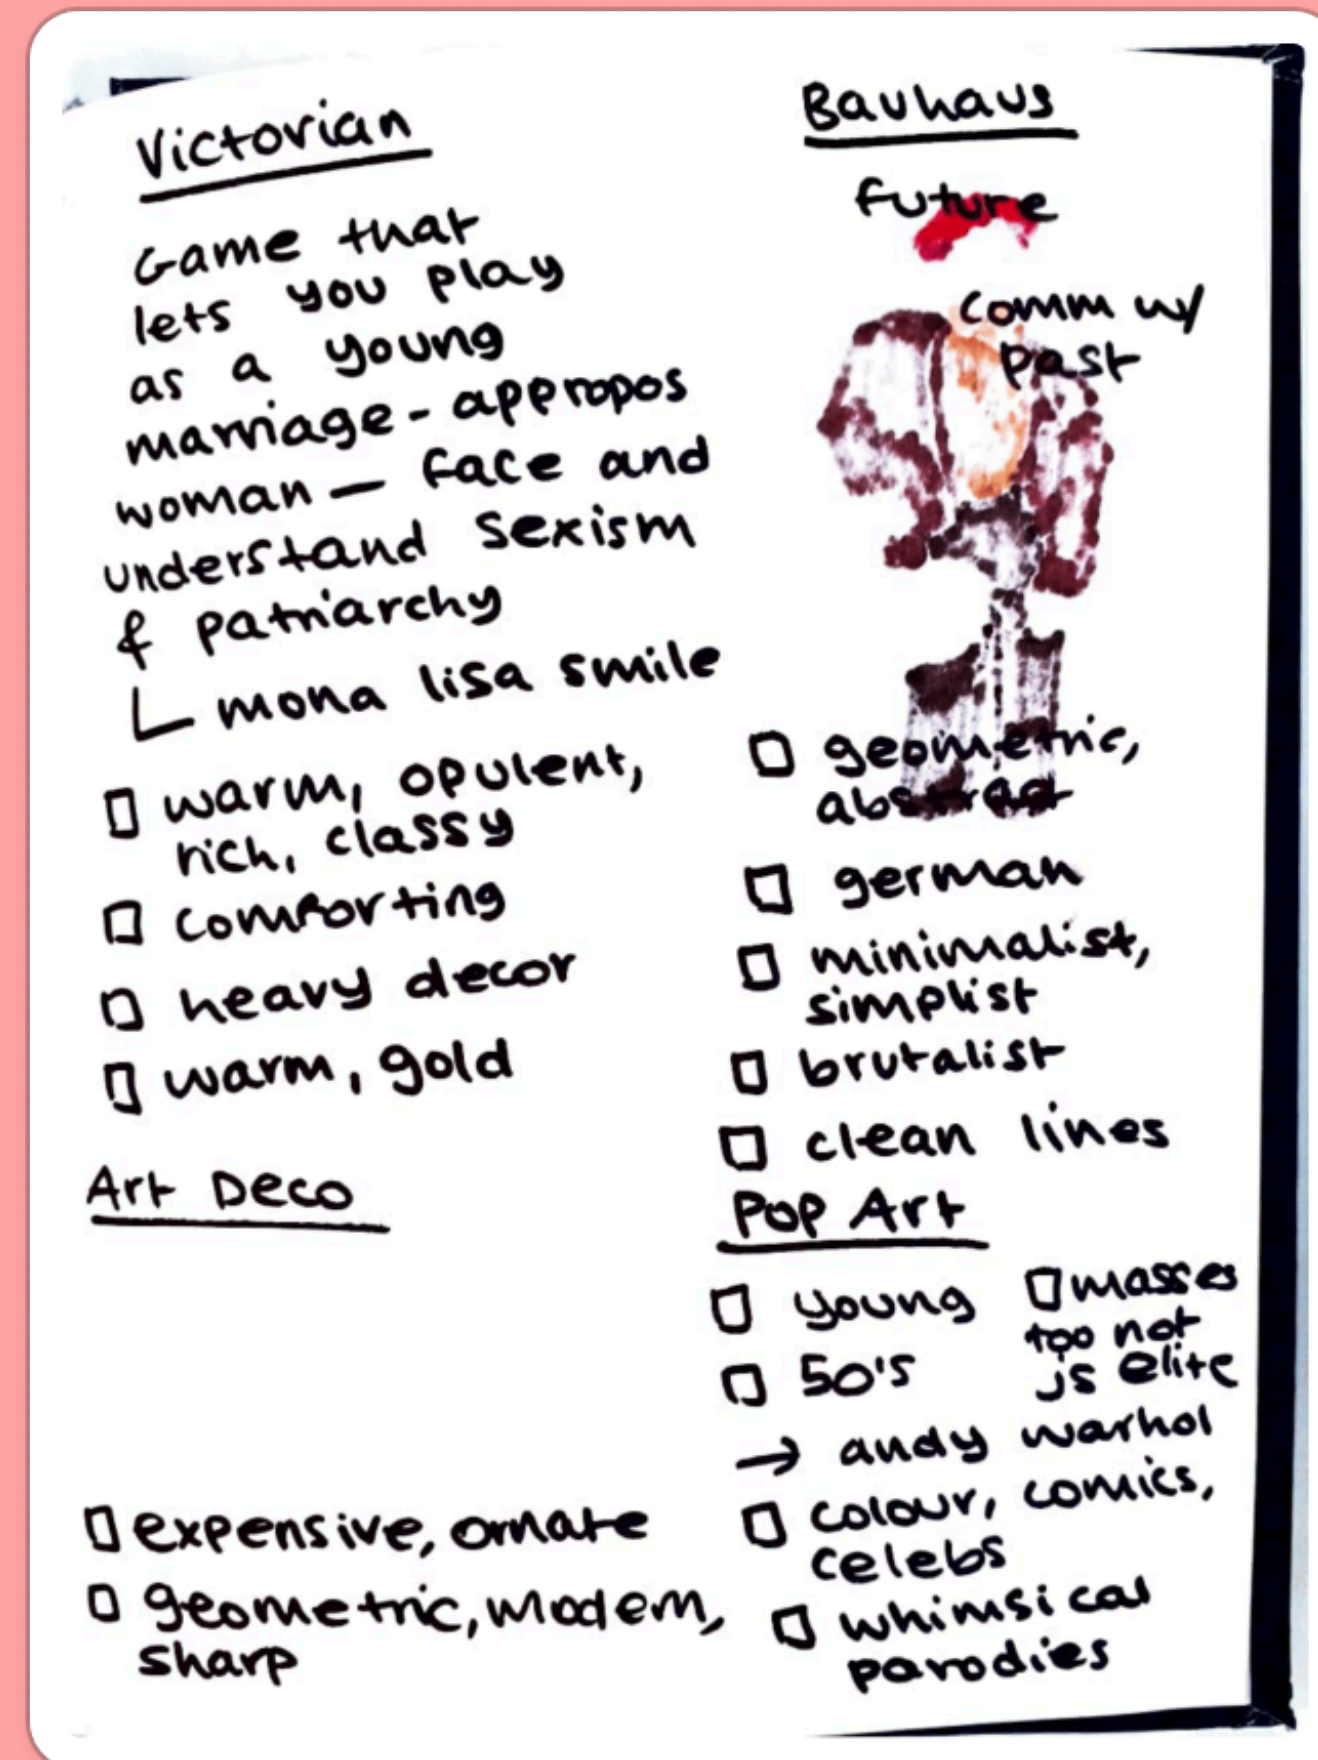 Victorian
Game that
lets you play
as a young
marriage-appropos
woman — face and
understand sexism
& patriarchy
mona lisa smile
warm, opulent,
rich, classy
comforting
heavy decor
warm, gold
Art Deco
expensive, ornate
geometric, modern,
sharp
Bauhaus
future
comm w/
past
geometric,
abstract
german
minimalist,
simplist
brutalist
clean lines
Pop Art
young
50's
masses
too not
js elite
→ andy warhol
colour, comics,
celebs
whimsical
parodies